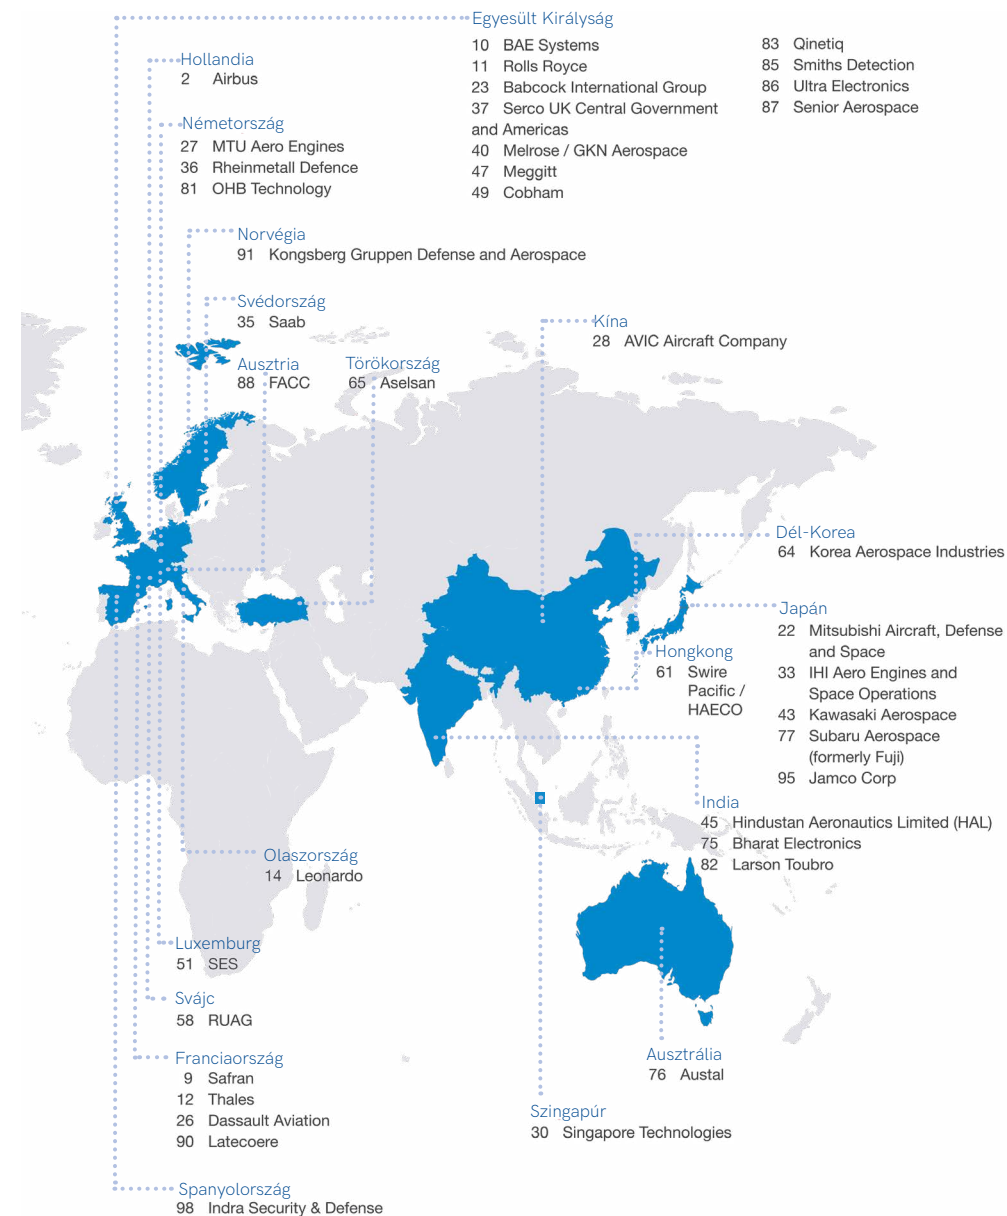 Egyesült Királyság
10 BAE Systems
11 Rolls Royce
23 Babcock International Group
37 Serco UK Central Government
and Americas
40 Melrose / GKN Aerospace
47 Meggitt
49 Cobham
83 Qinetiq
85 Smiths Detection
86 Ultra Electronics
87 Senior Aerospace
Hollandia
2 Airbus
Németország
27 MTU Aero Engines
36 Rheinmetall Defence
81 OHB Technology
Norvégia
91 Kongsberg Gruppen Defense and Aerospace
Svédország
35 Saab
Kína
28 AVIC Aircraft Company
Ausztria
88 FACC
Törökország
65 Aselsan
Dél-Korea
64 Korea Aerospace Industries
Japán
22 Mitsubishi Aircraft, Defense
and Space
33 IHI Aero Engines and
Space Operations
43 Kawasaki Aerospace
77 Subaru Aerospace
(formerly Fuji)
95 Jamco Corp
Hongkong
61 Swire
Pacific /
HAECO
India
45 Hindustan Aeronautics Limited (HAL)
75 Bharat Electronics
82 Larson Toubro
Olaszország
14 Leonardo
Luxemburg
51 SES
Svájc
58 RUAG
Franciaország
9 Safran
12 Thales
26 Dassault Aviation
90 Latecoere
Ausztrália
76 Austal
Szingapúr
30 Singapore Technologies
Spanyolország
98 Indra Security & Defense